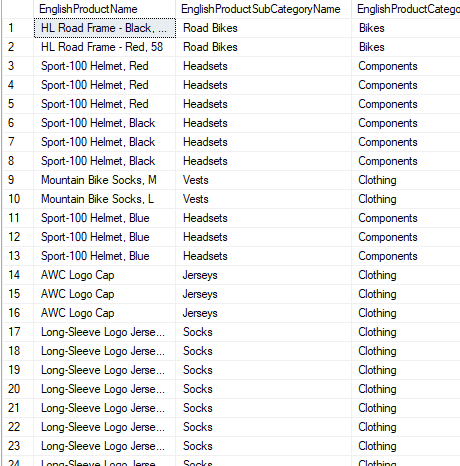 EnglishProductName EnglishProductSubCategoryName EnglishProductCatego
1 HL Road Frame - Black, ... Road Bikes Bikes
2 HL Road Frame - Red, 58 Road Bikes Bikes
3 Sport-100 Helmet, Red Headsets Components
4 Sport-100 Helmet, Red Headsets Components
5 Sport-100 Helmet, Red Headsets Components
6 Sport-100 Helmet, Black Headsets Components
7 Sport-100 Helmet, Black Headsets Components
8 Sport-100 Helmet, Black Headsets Components
9 Mountain Bike Socks, M Vests Clothing
10 Mountain Bike Socks, L Vests Clothing
11 Sport-100 Helmet, Blue Headsets Components
12 Sport-100 Helmet, Blue Headsets Components
13 Sport-100 Helmet, Blue Headsets Components
14 AWC Logo Cap Jerseys Clothing
15 AWC Logo Cap Jerseys Clothing
16 AWC Logo Cap Jerseys Clothing
17 Long-Sleeve Logo Jerse... Socks Clothing
18 Long-Sleeve Logo Jerse... Socks Clothing
19 Long-Sleeve Logo Jerse... Socks Clothing
20 Long-Sleeve Logo Jerse... Socks Clothing
21 Long-Sleeve Logo Jerse... Socks Clothing
22 Long-Sleeve Logo Jerse... Socks Clothing
23 Long-Sleeve Logo Jerse... Socks Clothing
24 Long-Sleeve Logo Jerse... Socks Clothing